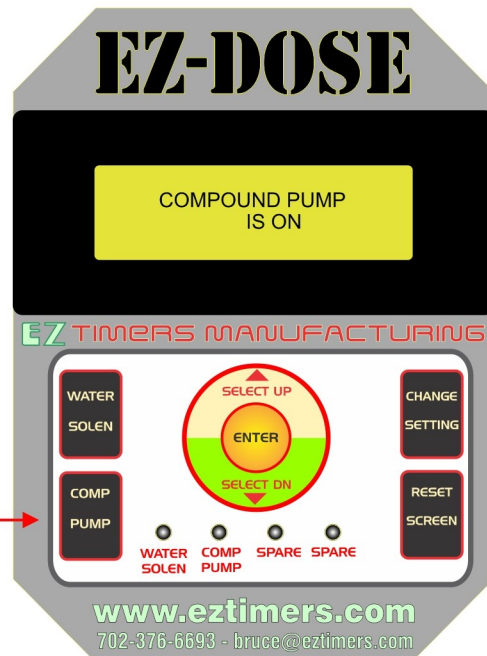 EZ-DOSE
COMPOUND PUMP
IS ON
EZ TIMERS MANUFACTURING
WATER
SOLEN
SELECT UP
ENTER
SELECT DN
CHANGE
SETTING
COMP
PUMP
RESET
SCREEN
WATER
SOLEN
COMP
PUMP
SPARE
SPARE
www.eztimers.com
702-376-6693 - bruce@eztimers.com